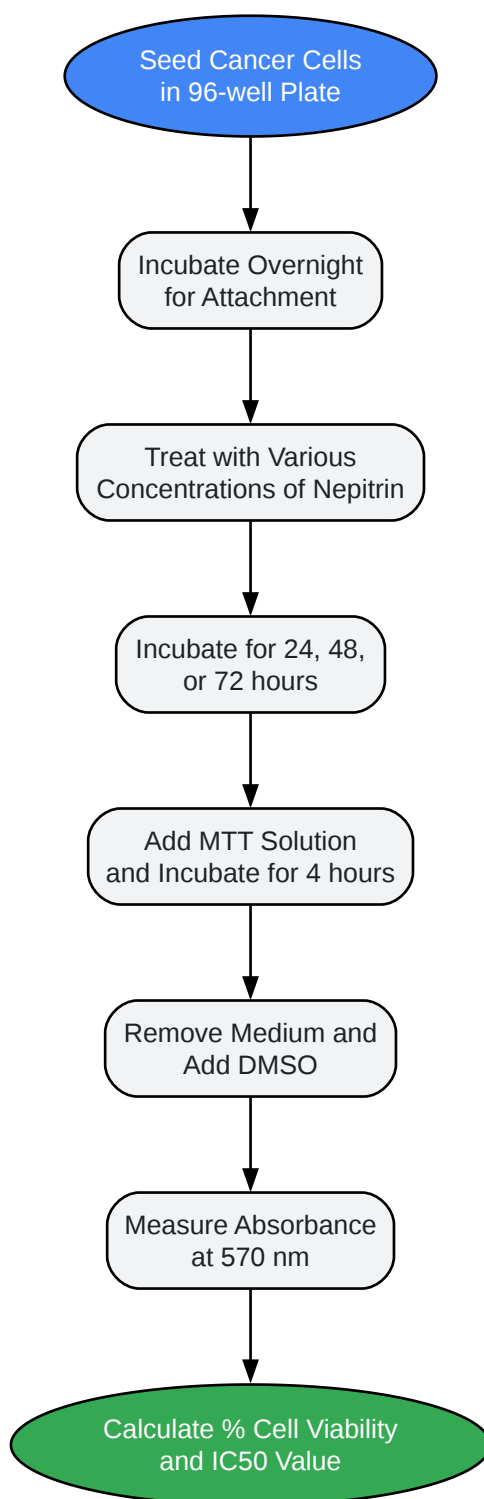 Seed Cancer Cells
in 96-well Plate
Incubate Overnight
for Attachment
Treat with Various
Concentrations of Nepitrin
Incubate for 24, 48,
or 72 hours
Add MTT Solution
and Incubate for 4 hours
Remove Medium and
Add DMSO
Measure Absorbance
at 570 nm
Calculate % Cell Viability
and IC50 Value